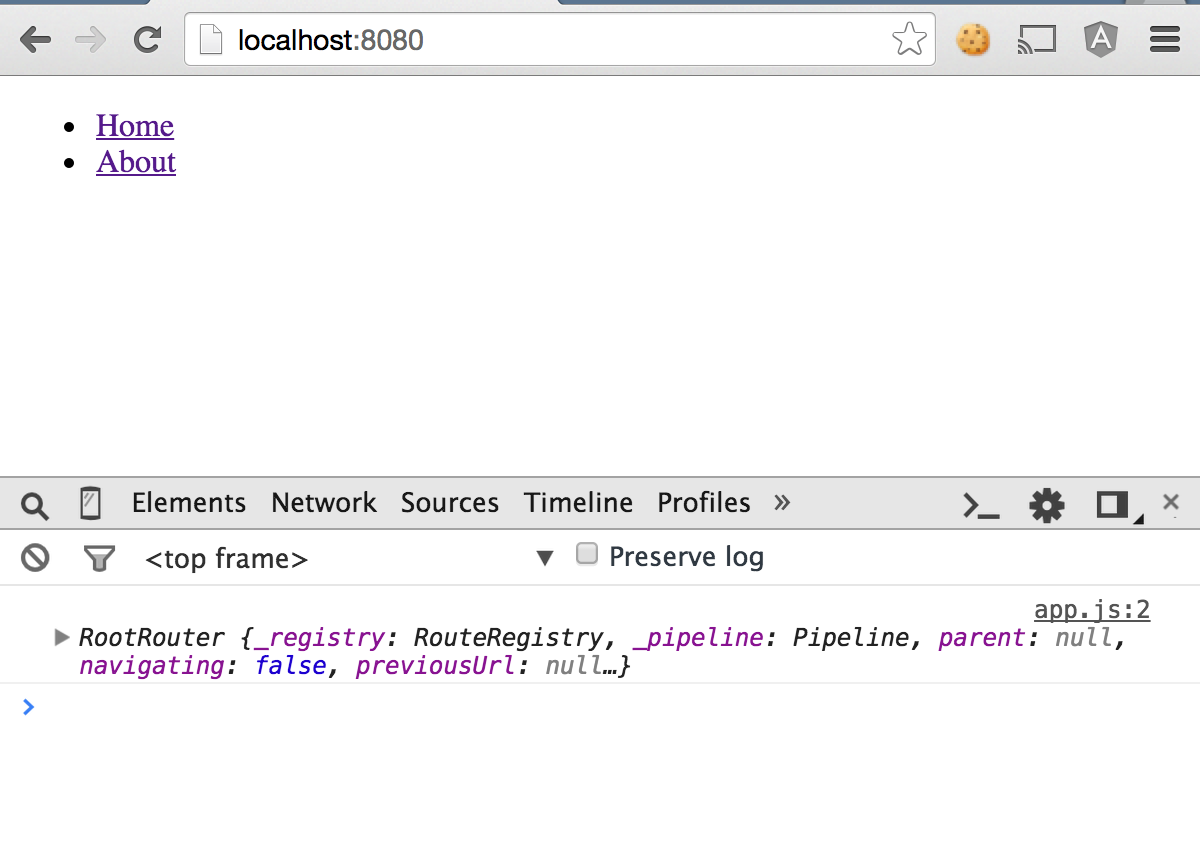 localhost:8080
Home
About
Elements Network Sources Timeline Profiles »
<top frame> ▼ Preserve log
app.js:2
RootRouter {_registry: RouteRegistry, _pipeline: Pipeline, parent: null,
navigating: false, previousUrl: null…}